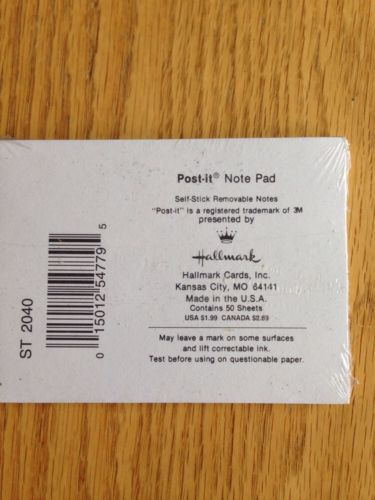 Post-it® Note Pad
Self-Stick Removable Notes
"Post-it" is a registered trademark of 3M
presented by
Hallmark
Hallmark Cards, Inc.
Kansas City, MO 64141
Made in the U.S.A.
Contains 50 Sheets
USA $1.99 CANADA $2.69
May leave a mark on some surfaces
and lift correctable ink.
Test before using on questionable paper.
ST 2040
0 15012 54779 5